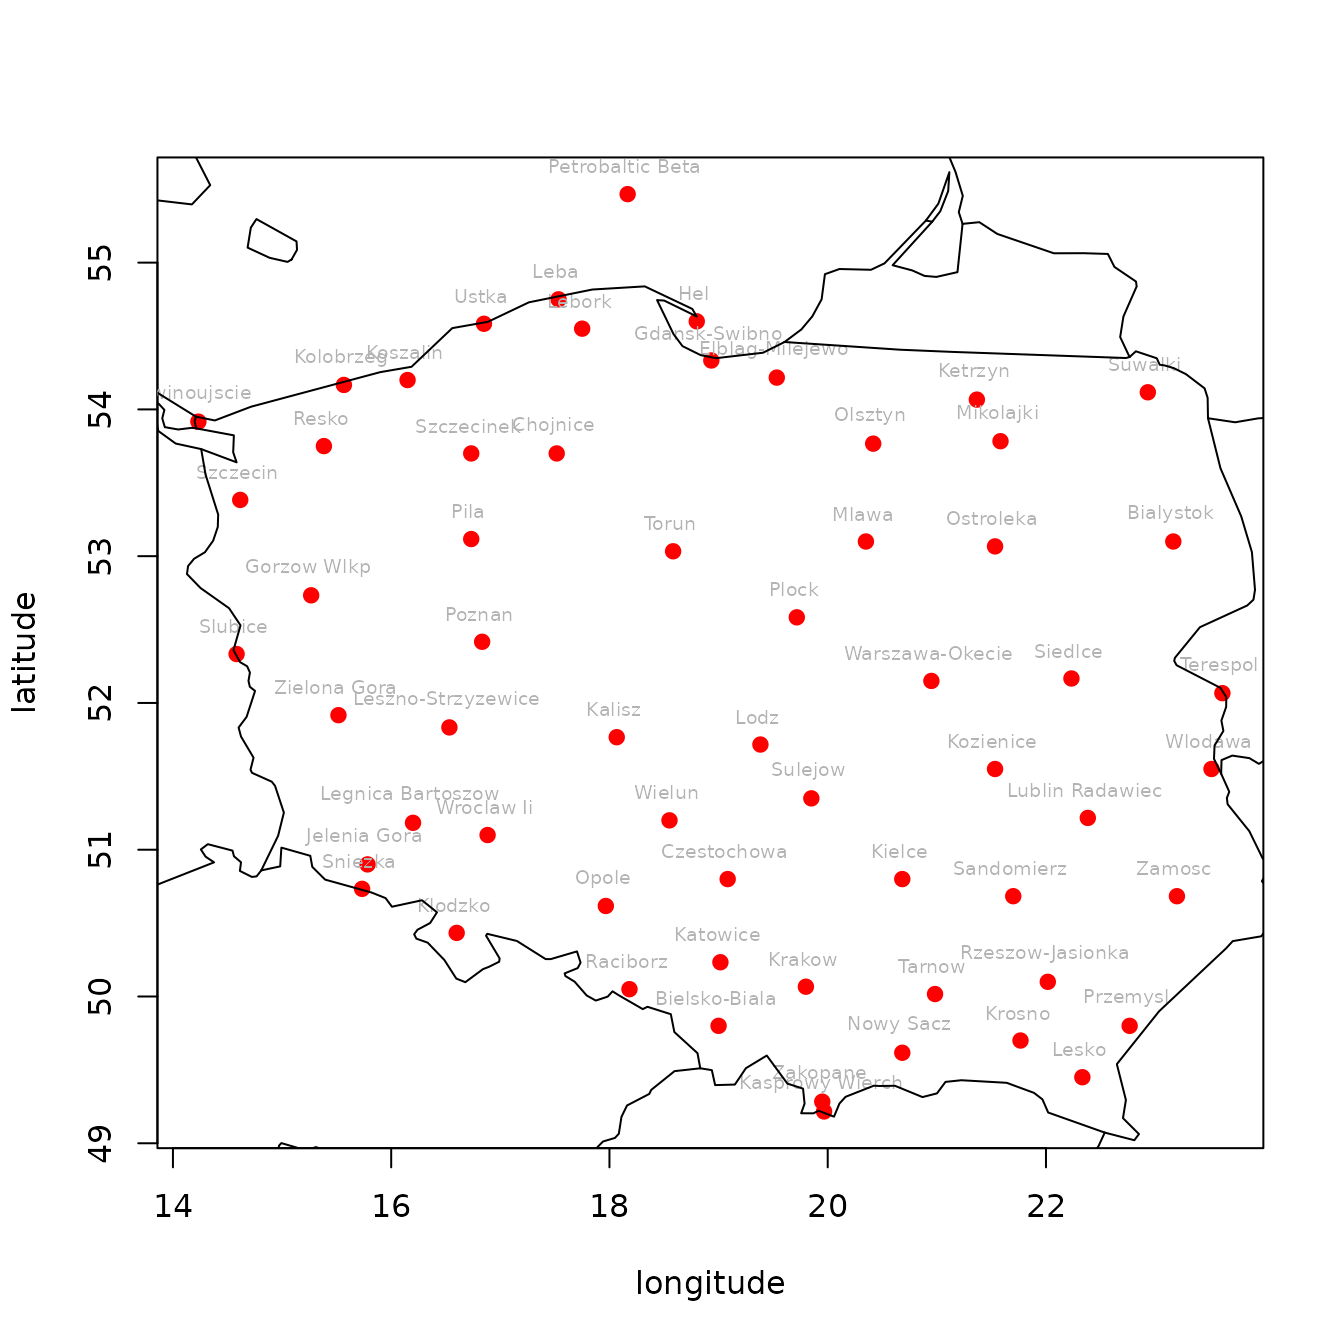 Petrobaltic Beta
Leba
Ustka
Lebork
Hel
Gdansk-Swibno
Elblag-Milejewo
Kolobrzeg
Koszalin
Suwalki
Ketrzyn
winoujscie
Resko
Szczecinek
Chojnice
Olsztyn
Mikolajki
Szczecin
Pila
Torun
Mlawa
Ostroleka
Bialystok
Gorzow Wlkp
Plock
Slubice
Poznan
Warszawa-Okecie
Siedlce
Terespol
Zielona Gora
Leszno-Strzyzewice
Kalisz
Lodz
Kozienice
Wlodawa
Sulejow
Legnica Bartoszow
Wroclaw Ii
Wielun
Lublin Radawiec
Jelenia Gora
Sniezka
Czestochowa
Kielce
Sandomierz
Zamosc
Opole
Klodzko
Katowice
Raciborz
Krakow
Tarnow
Rzeszow-Jasionka
Bielsko-Biala
Przemysl
Nowy Sacz
Krosno
Lesko
Zakopane
Kasprowy Wierch
55
54
53
52
51
50
49
latitude
14 16 18 20 22
longitude